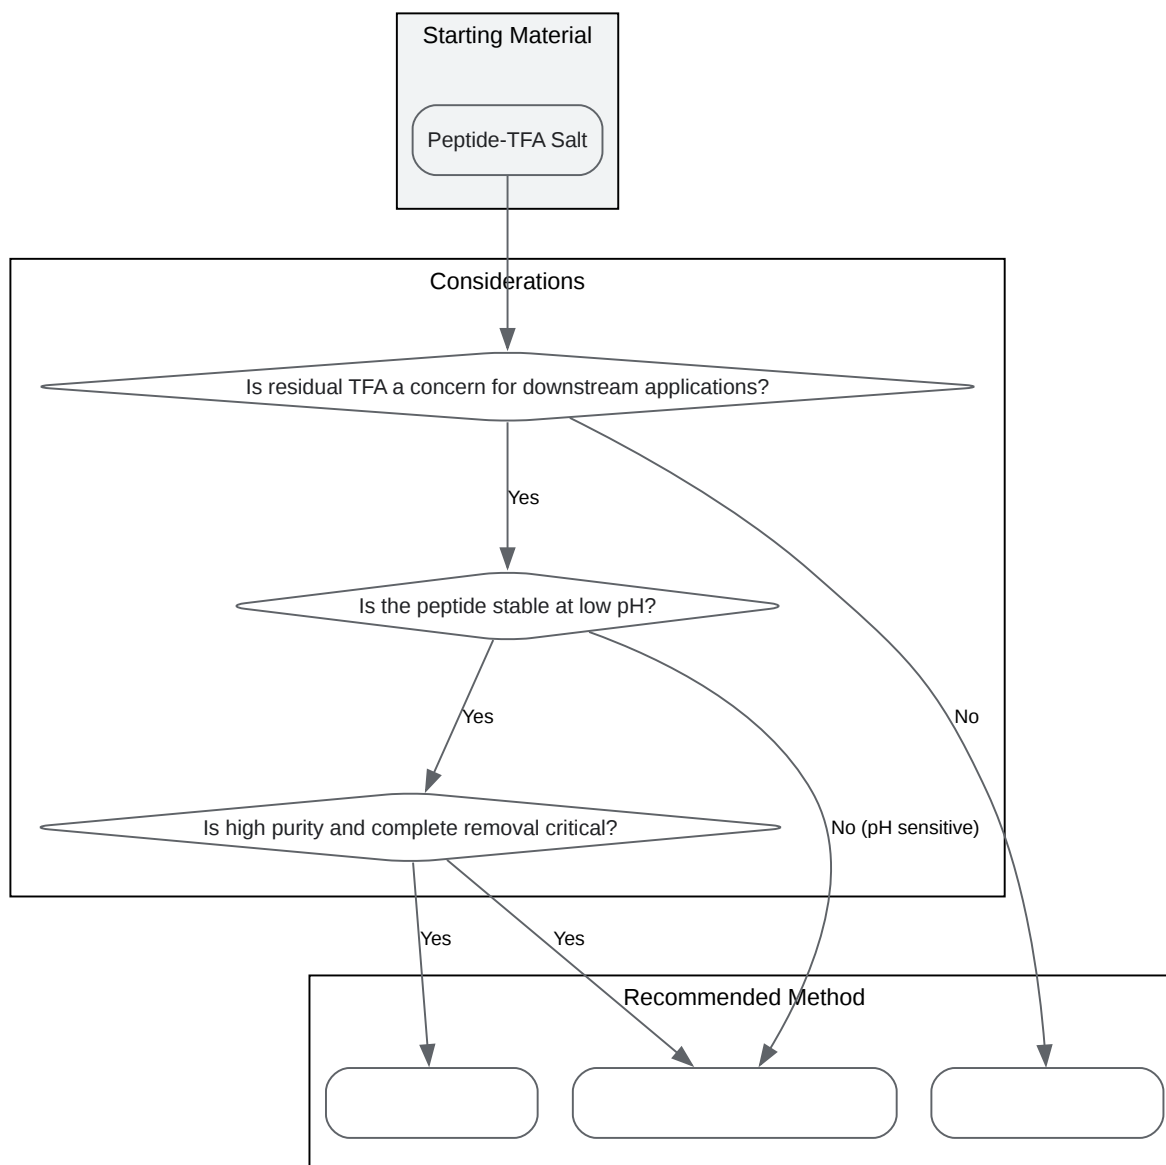 Starting Material
Peptide-TFA Salt
Considerations
Is residual TFA a concern for downstream applications?
Yes
Is the peptide stable at low pH?
Yes
No
Is high purity and complete removal critical?
No (pH sensitive)
Yes
Yes
Recommended Method